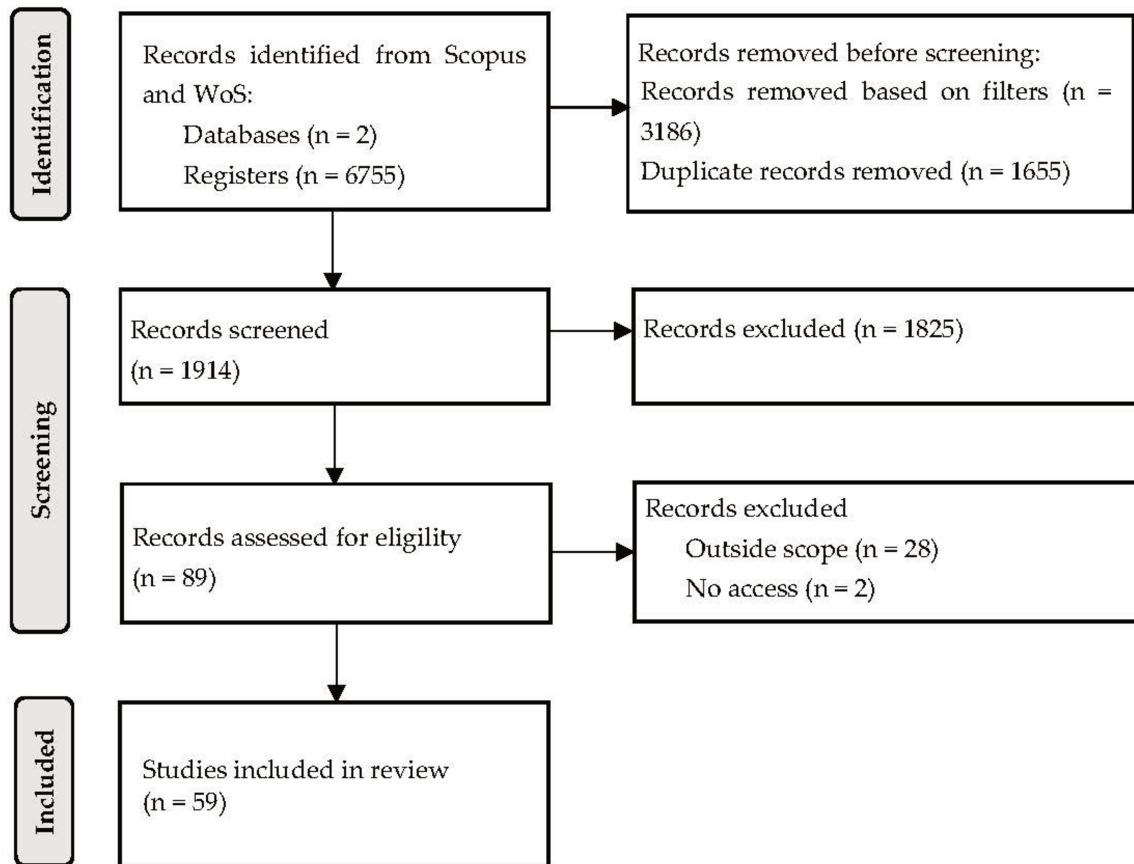 Identification
Records identified from Scopus
and WoS:
Databases (n = 2)
Registers (n = 6755)
Records removed before screening:
Records removed based on filters (n =
3186)
Duplicate records removed (n = 1655)
Screening
Records screened
(n = 1914)
Records excluded (n = 1825)
Records assessed for eligility
(n = 89)
Records excluded
Outside scope (n = 28)
No access (n = 2)
Included
Studies included in review
(n = 59)